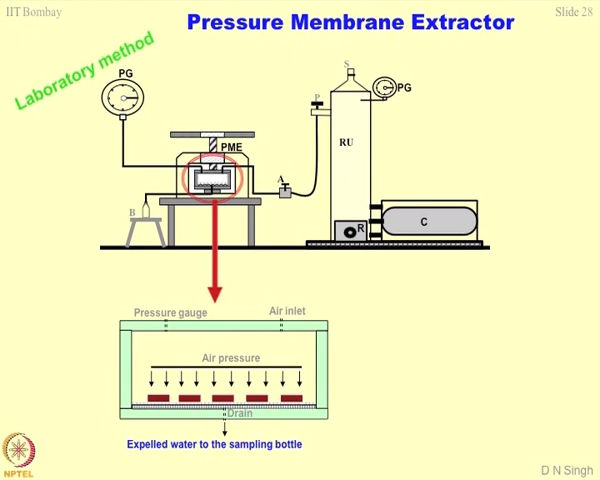 IIT Bombay
Slide 28
Pressure Membrane Extractor
Laboratory method
PG
S
PG
P
PME
RU
A
B
R
C
Pressure gauge
Air inlet
Air pressure
Drain
Expelled water to the sampling bottle
NPTEL
D N Singh